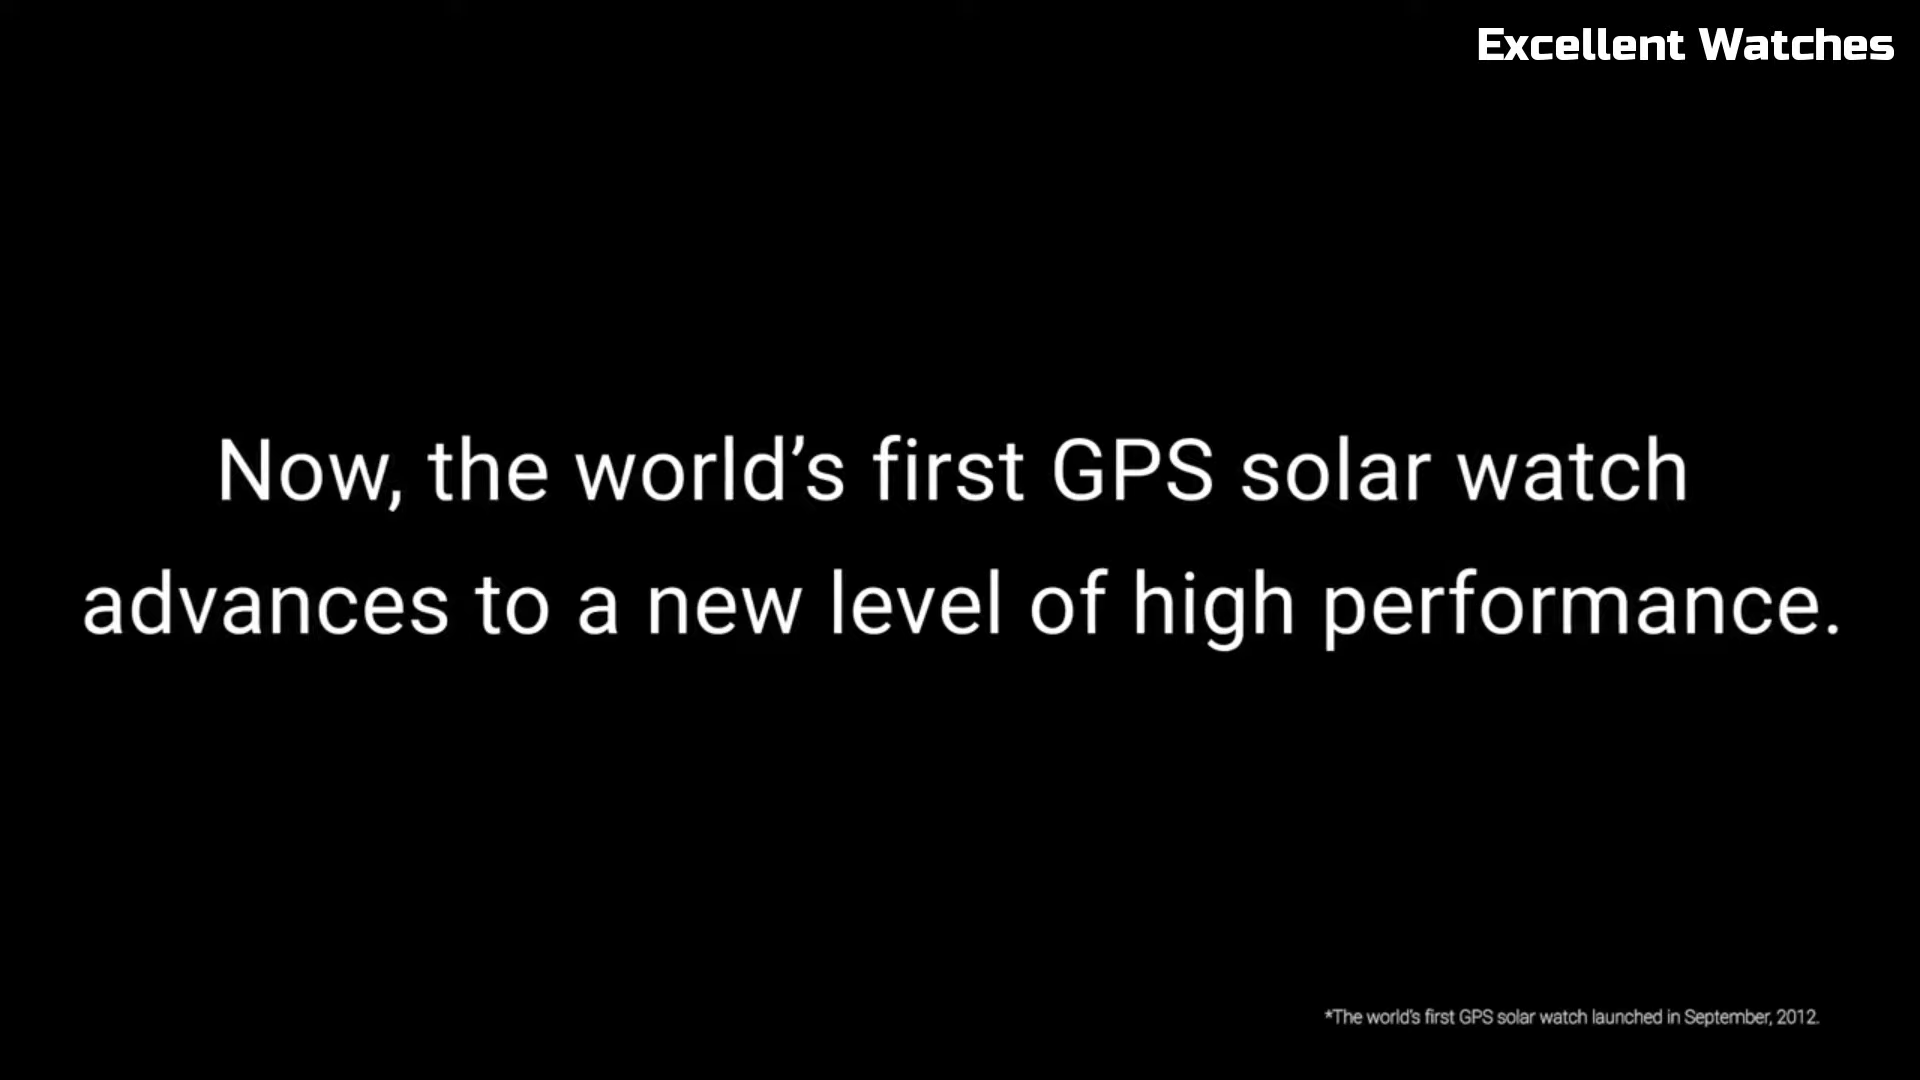 Excellent Watches
Now, the world’s first GPS solar watch
advances to a new level of high performance.
*The world’s first GPS solar watch launched in September, 2012.